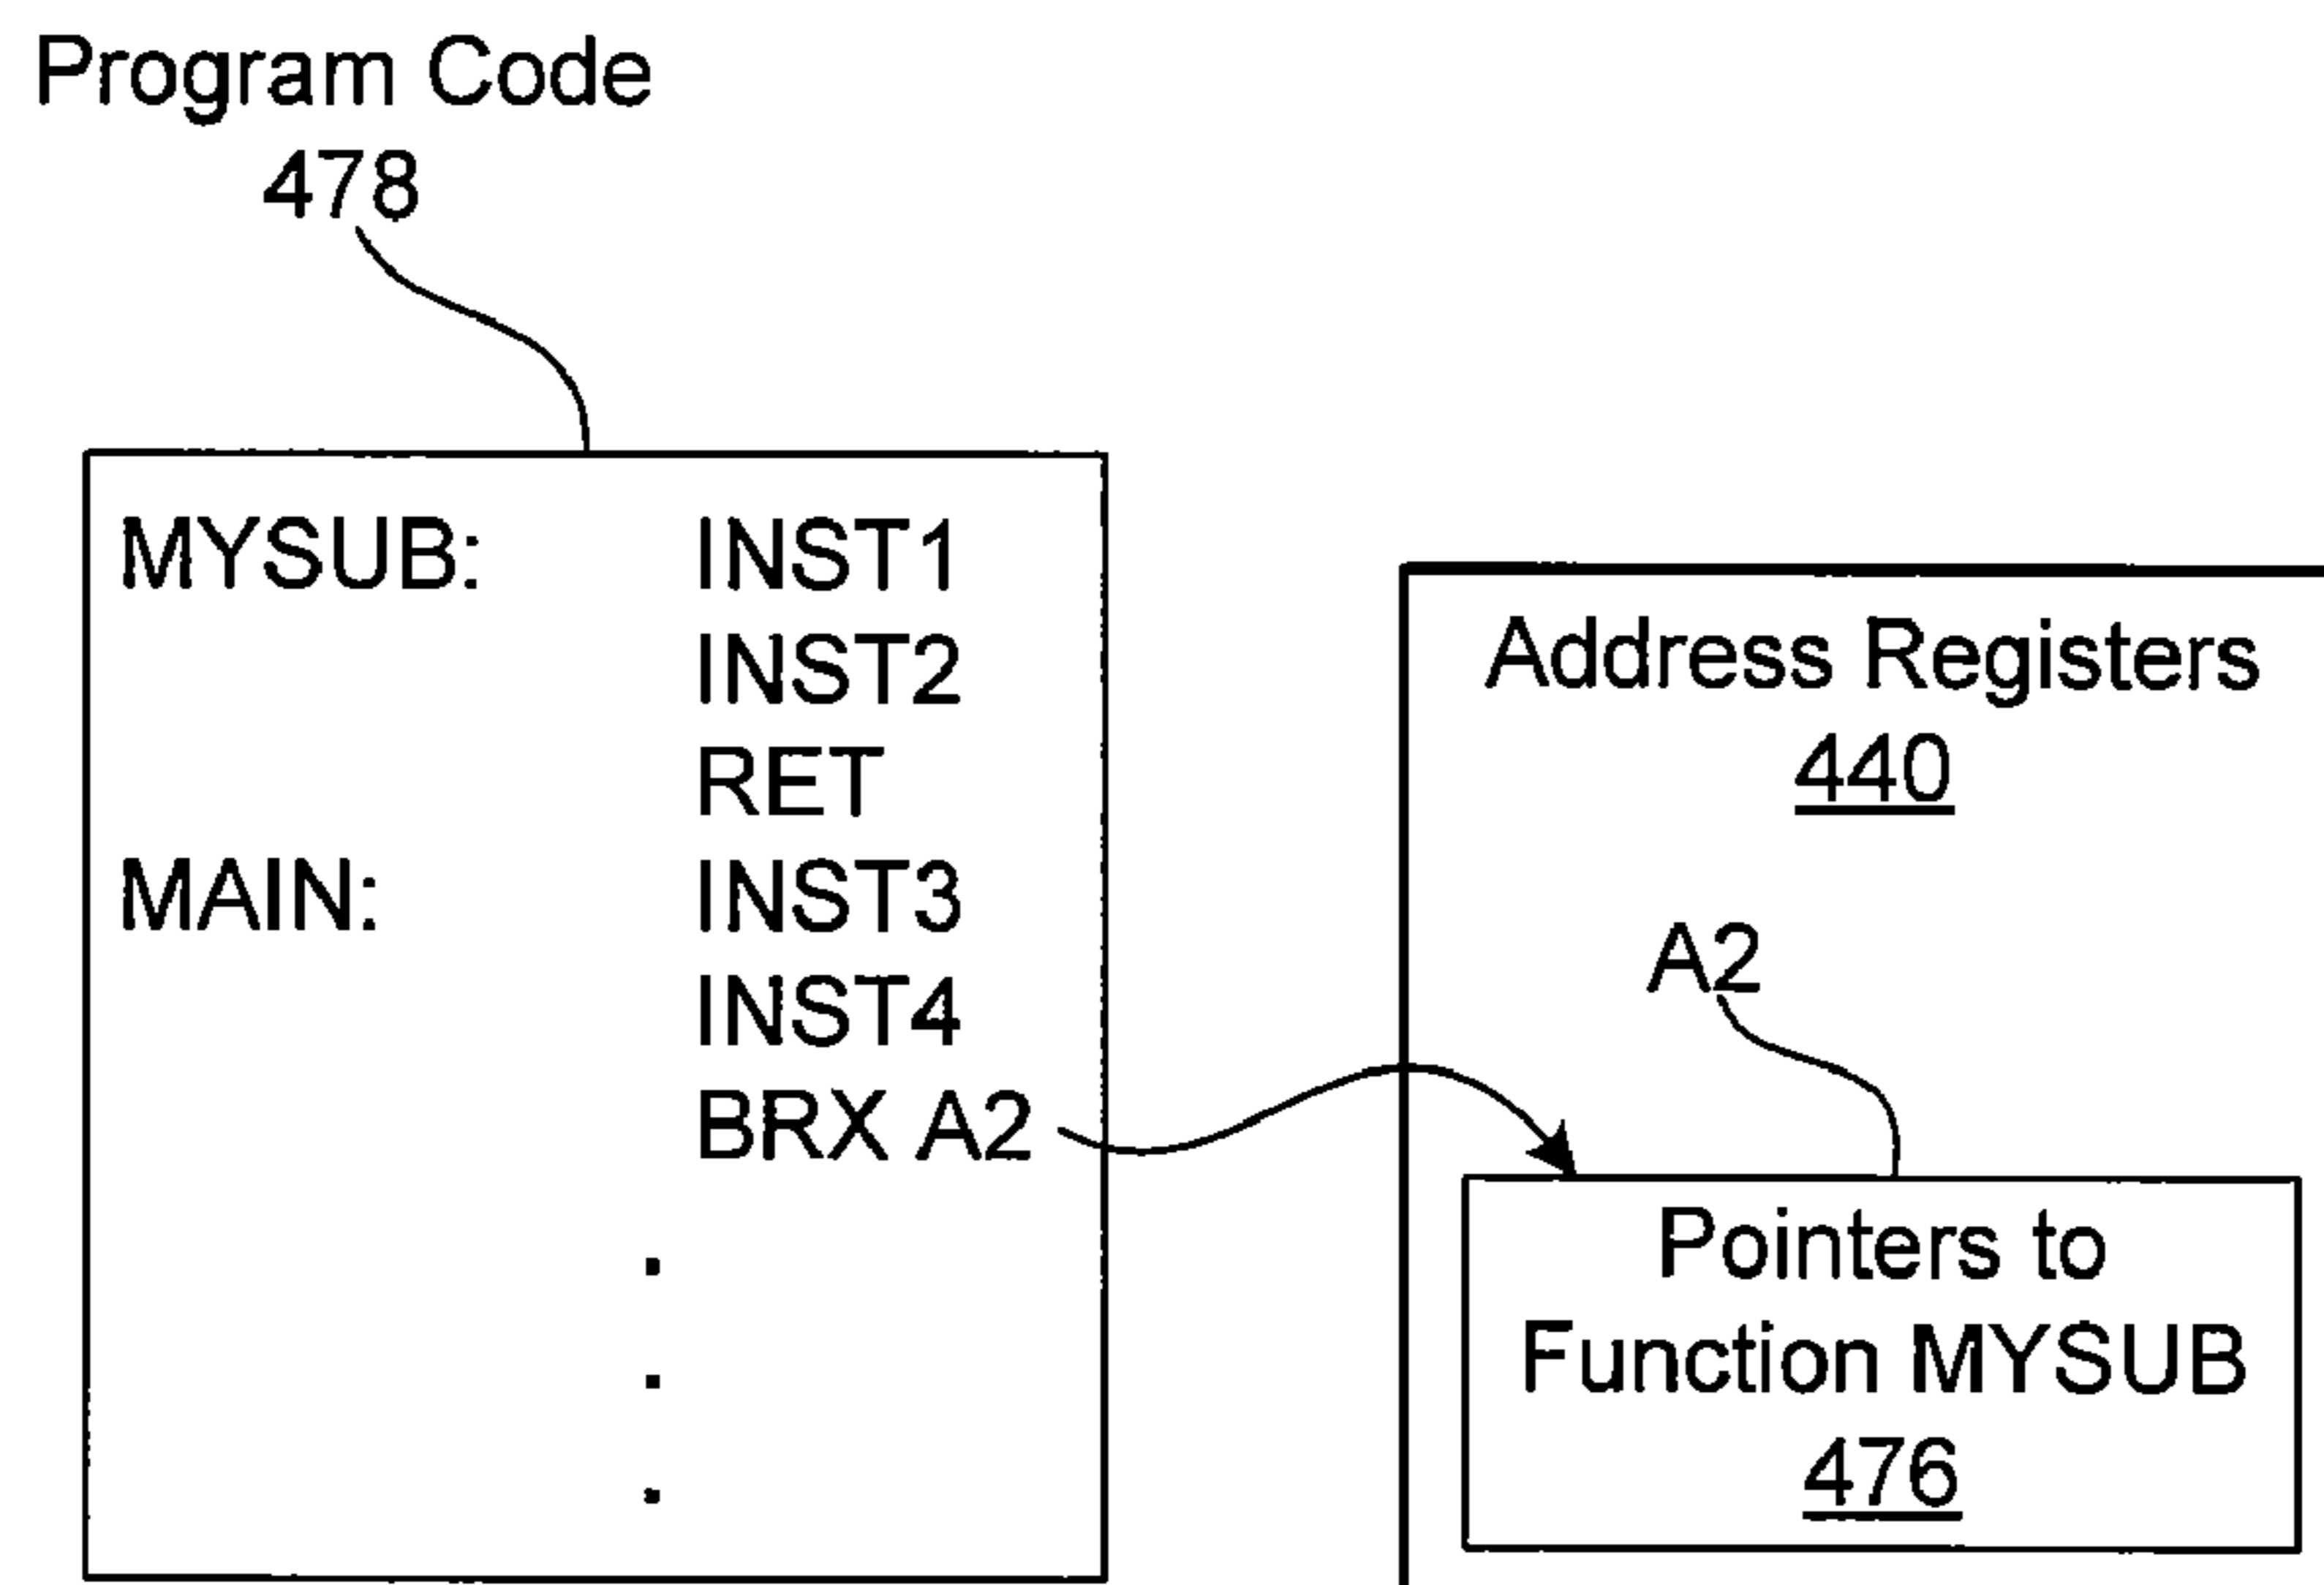 Program Code
478
MYSUB: INST1
INST2
RET
MAIN: INST3
INST4
BRX A2
.
.
.
Address Registers
440
A2
Pointers to
Function MYSUB
476